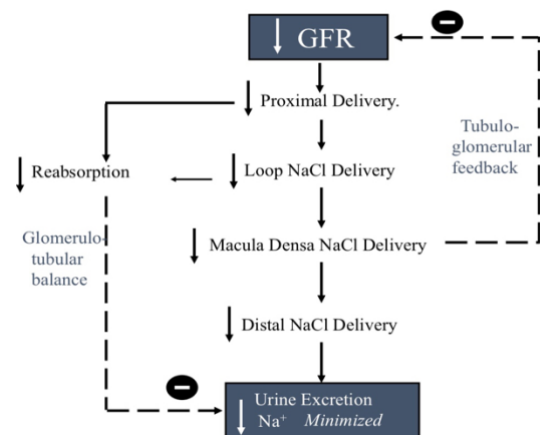 GFR
Proximal Delivery.
Tubulo-
glomerular
feedback
Reabsorption
Loop NaCl Delivery
Glomerulo-
tubular
balance
Macula Densa NaCl Delivery
Distal NaCl Delivery
Urine Excretion
Na⁺ Minimized